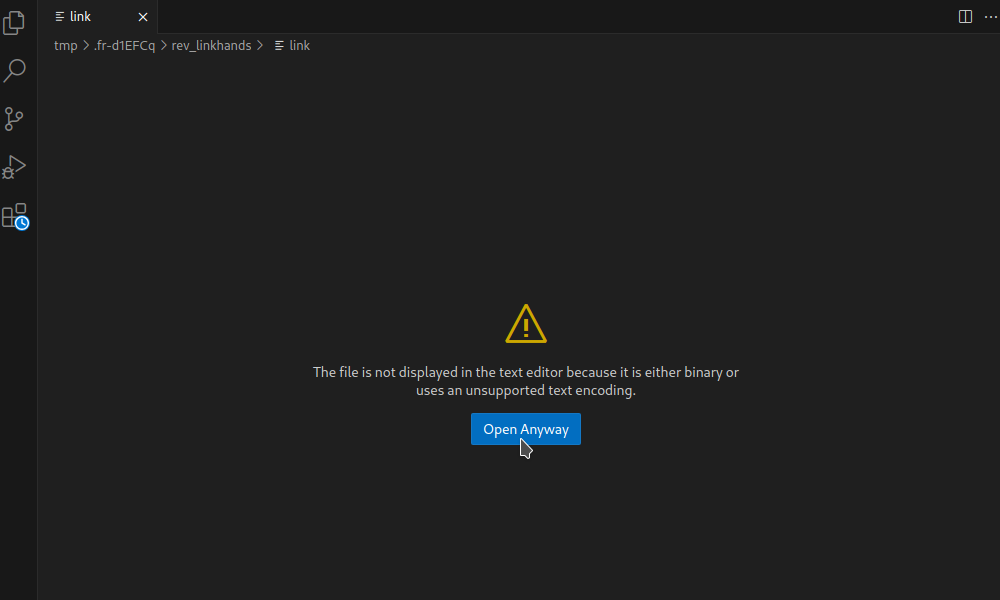 link
tmp > .fr-d1EFCq > rev_linkhands > link
The file is not displayed in the text editor because it is either binary or
uses an unsupported text encoding.
Open Anyway